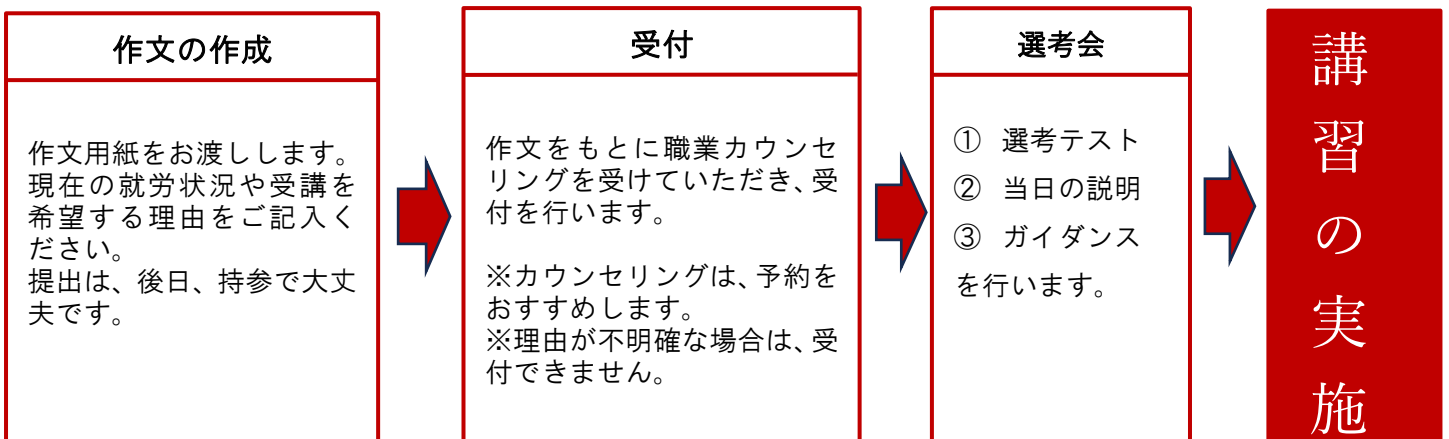 作文の作成
作文用紙をお渡しします。
現在の就労状況や受講を
希望する理由をご記入く
ださい。
提出は、後日、持参で大丈
夫です。
受付
作文をもとに職業カウンセ
リングを受けていただき、受
付を行います。
※カウンセリングは、予約を
おすすめします。
※理由が不明確な場合は、受
付できません。
選考会
① 選考テスト
② 当日の説明
③ ガイダンス
を行います。
講習の実施